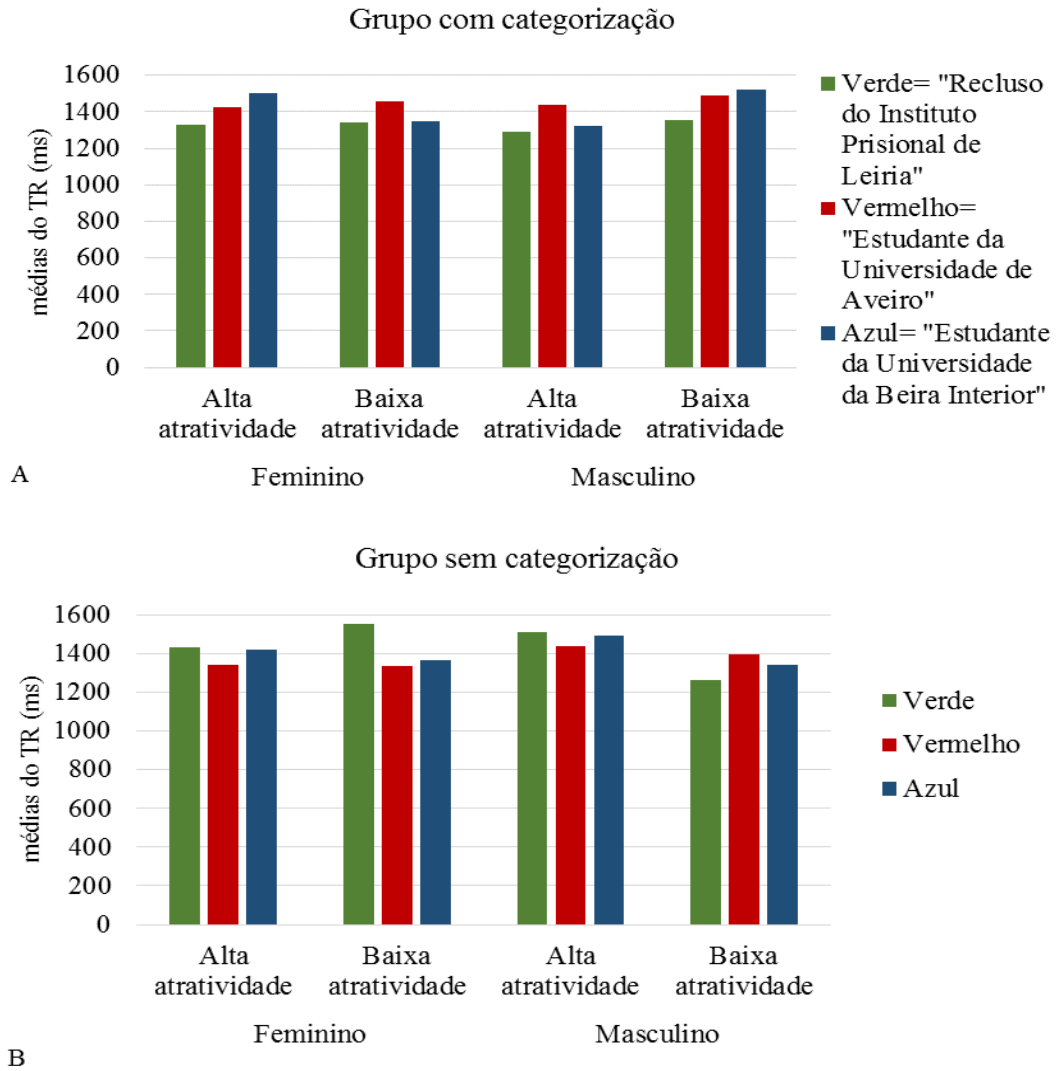 Grupo com categorização
1600
1400
1200
1000
800
600
400
200
0
médias do TR (ms)
Alta
atratividade
Baixa
atratividade
Alta
atratividade
Baixa
atratividade
Feminino
Masculino
Verde= "Recluso
do Instituto
Prisional de
Leiria"
Vermelho=
"Estudante da
Universidade de
Aveiro"
Azul= "Estudante
da Universidade
da Beira Interior"
A
Grupo sem categorização
1600
1400
1200
1000
800
600
400
200
0
médias do TR (ms)
Alta
atratividade
Baixa
atratividade
Alta
atratividade
Baixa
atratividade
Feminino
Masculino
Verde
Vermelho
Azul
B